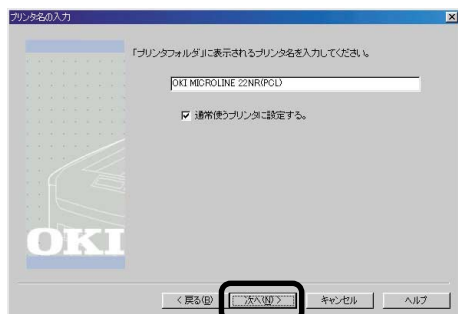 プリンタ名の入力
「プリンタフォルダ」に表示されるプリンタ名を入力してください。
OKI MICROLINE 22NR(PCL)
通常使うプリンタに設定する。
OKI
< 戻る(B)
次へ(N) >
キャンセル
ヘルプ